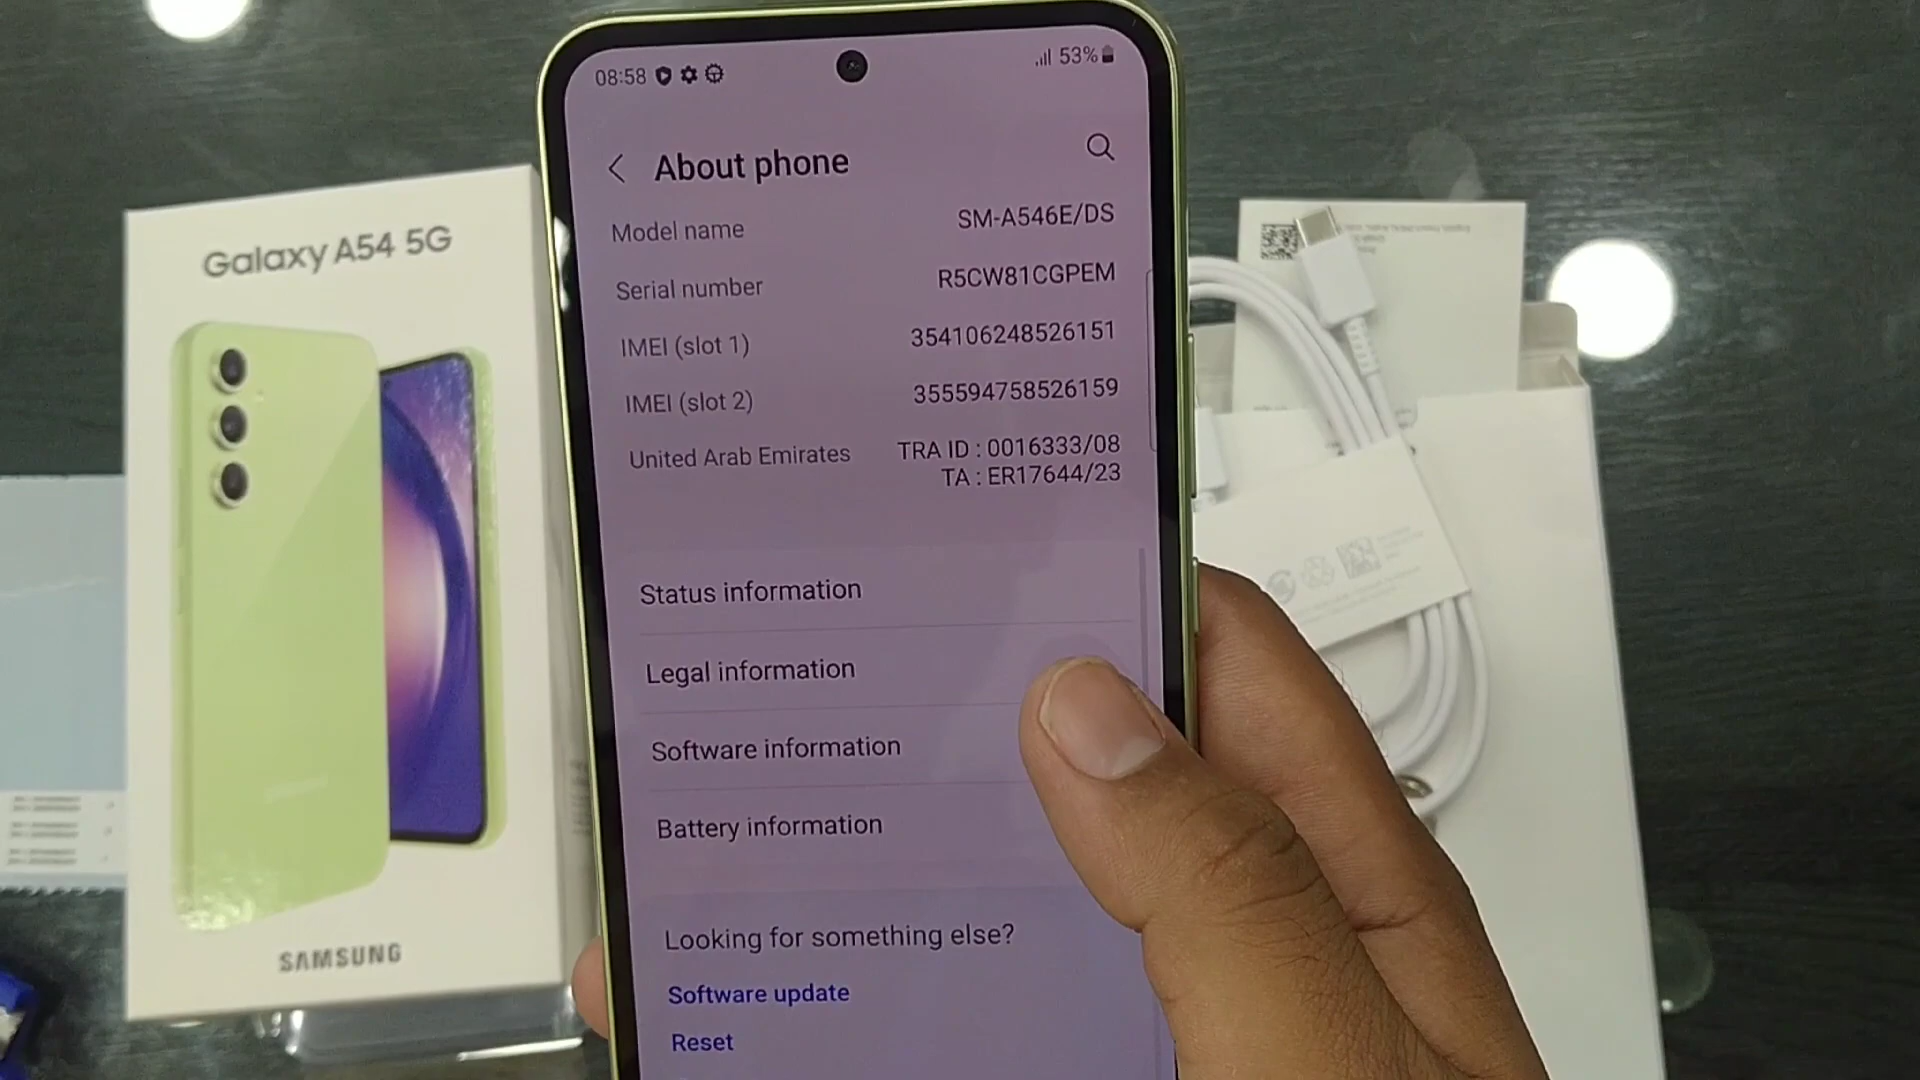 Galaxy A54 5G
SAMSUNG
08:58
53%
About phone
Model name SM-A546E/DS
Serial number R5CW81CGPEM
IMEI (slot 1) 354106248526151
IMEI (slot 2) 355594758526159
United Arab Emirates TRA ID : 0016333/08
TA : ER17644/23
Status information
Legal information
Software information
Battery information
Looking for something else?
Software update
Reset